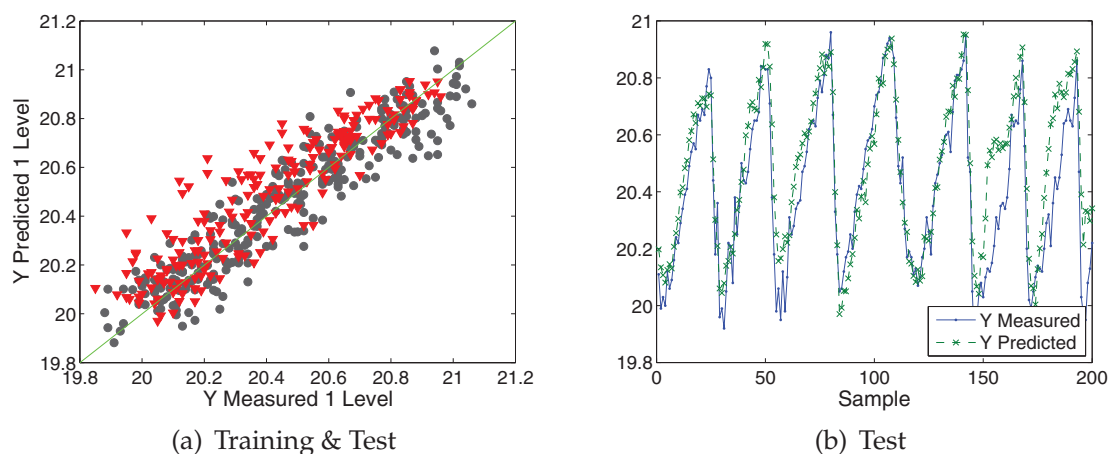 21.2
21
20.8
20.6
20.4
20.2
20
19.8
Y Predicted 1 Level
19.8 20 20.2 20.4 20.6 20.8 21 21.2
Y Measured 1 Level
(a) Training & Test
21
20.8
20.6
20.4
20.2
20
19.8
0 50 100 150 200
Sample
Y Measured
Y Predicted
(b) Test